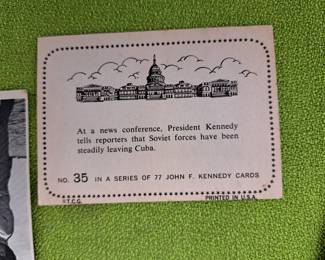 At a news conference, President Kennedy
tells reporters that Soviet forces have been
steadily leaving Cuba.
NO. 35 IN A SERIES OF 77 JOHN F. KENNEDY CARDS
©T.C.G. PRINTED IN U.S.A.